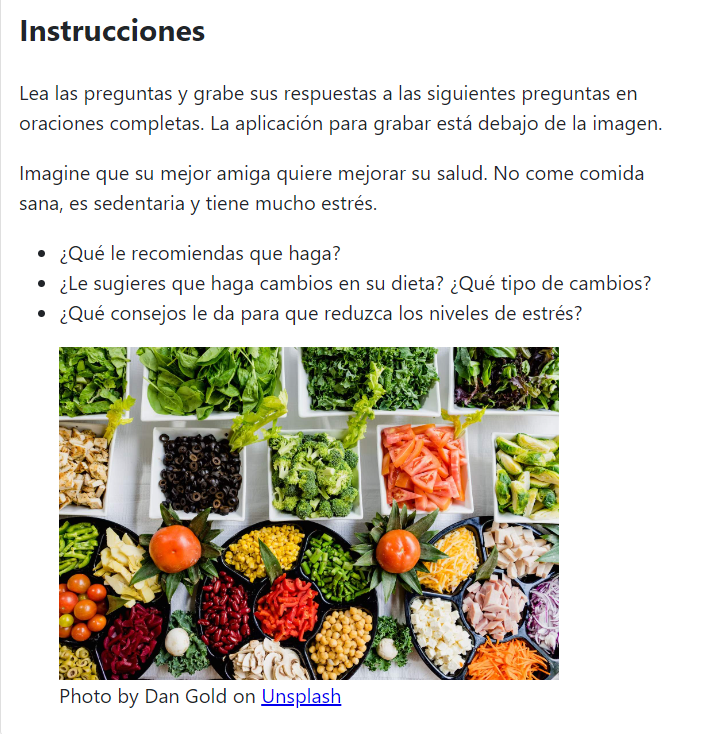 Instrucciones
Lea las preguntas y grabe sus respuestas a las siguientes preguntas en
oraciones completas. La aplicación para grabar está debajo de la imagen.
Imagine que su mejor amiga quiere mejorar su salud. No come comida
sana, es sedentaria y tiene mucho estrés.
• ¿Qué le recomiendas que haga?
• ¿Le sugieres que haga cambios en su dieta? ¿Qué tipo de cambios?
• ¿Qué consejos le da para que reduzca los niveles de estrés?
Photo by Dan Gold on Unsplash